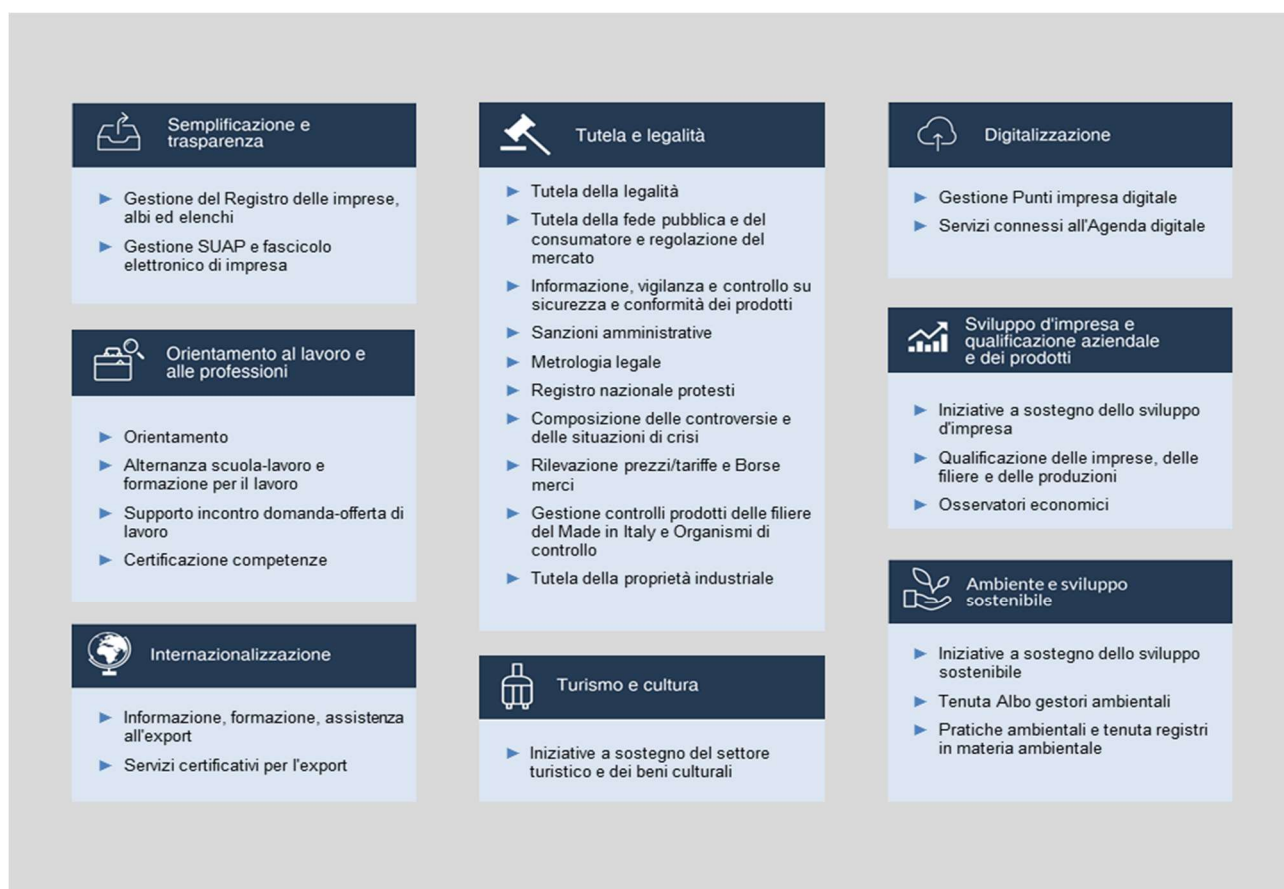 Semplificazione e
trasparenza
Gestione del Registro delle imprese,
albi ed elenchi
Gestione SUAP e fascicolo
elettronico di impresa
Orientamento al lavoro e
alle professioni
Orientamento
Alternanza scuola-lavoro e
formazione per il lavoro
Supporto incontro domanda-offerta di
lavoro
Certificazione competenze
Internazionalizzazione
Informazione, formazione, assistenza
all'export
Servizi certificativi per l'export
Tutela e legalità
Tutela della legalità
Tutela della fede pubblica e del
consumatore e regolazione del
mercato
Informazione, vigilanza e controllo su
sicurezza e conformità dei prodotti
Sanzioni amministrative
Metrologia legale
Registro nazionale protesti
Composizione delle controversie e
delle situazioni di crisi
Rilevazione prezzi/tariffe e Borse
merci
Gestione controlli prodotti delle filiere
del Made in Italy e Organismi di
controllo
Tutela della proprietà industriale
Turismo e cultura
Iniziative a sostegno del settore
turistico e dei beni culturali
Digitalizzazione
Gestione Punti impresa digitale
Servizi connessi all'Agenda digitale
Sviluppo d'impresa e
qualificazione aziendale
e dei prodotti
Iniziative a sostegno dello sviluppo
d'impresa
Qualificazione delle imprese, delle
filiere e delle produzioni
Osservatori economici
Ambiente e sviluppo
sostenibile
Iniziative a sostegno dello sviluppo
sostenibile
Tenuta Albo gestori ambientali
Pratiche ambientali e tenuta registri
in materia ambientale